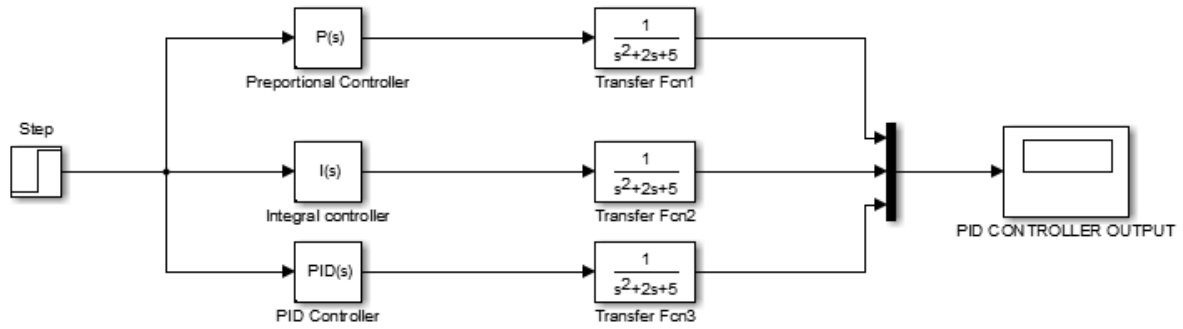 P(s)
Preportional Controller
1
s²+2s+5
Transfer Fcn1
Step
I(s)
Integral controller
1
s²+2s+5
Transfer Fcn2
PID CONTROLLER OUTPUT
PID(s)
PID Controller
1
s²+2s+5
Transfer Fcn3